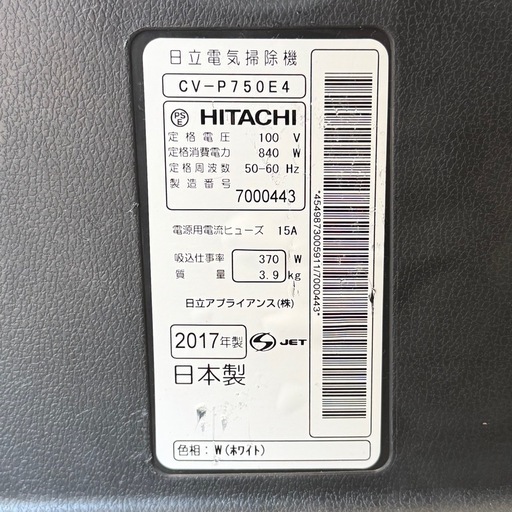 日立電気掃除機
CV-P750E4
PS E HITACHI
定格電圧 100 V
定格消費電力 840 W
定格周波数 50-60 Hz
製造番号
7000443
電源用電流ヒューズ 15A
吸込仕事率 370 W
質量 3.9 kg
日立アプライアンス(株)
2017年製 S JET
日本製
色相:W(ホワイト)
*4549873005911/7000443*